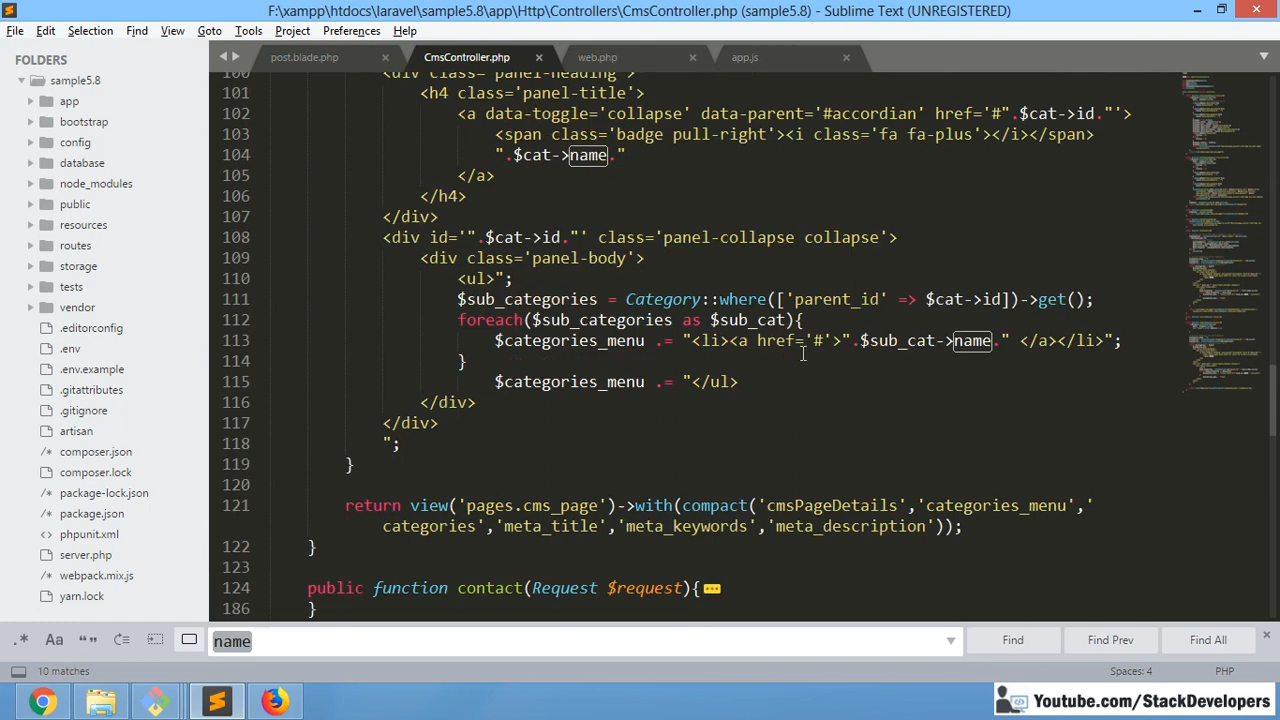 F:\xampp\htdocs\laravel\sample5.8\app\Http\Controllers\CmsController.php (sample5.8) - Sublime Text (UNREGISTERED)
File Edit Selection Find View Goto Tools Project Preferences Help
FOLDERS
sample5.8
app
bootstrap
config
database
node_modules
public
resources
routes
storage
tests
vendor
.editorconfig
.env
.env.example
.gitattributes
.gitignore
artisan
composer.json
composer.lock
package-lock.json
package.json
phpunit.xml
server.php
webpack.mix.js
yarn.lock
post.blade.php CmsController.php web.php app.js
100 <div class='panel-heading'>
101 <h4 class='panel-title'>
102 <a data-toggle='collapse' data-parent='#accordian' href='#".$cat->id."'>
103 <span class='badge pull-right'><i class='fa fa-plus'></i></span>
104 ".$cat->name."
105 </a>
106 </h4>
107 </div>
108 <div id='".$cat->id."' class='panel-collapse collapse'>
109 <div class='panel-body'>
110 <ul>";
111 $sub_categories = Category::where(['parent_id' => $cat->id])->get();
112 foreach($sub_categories as $sub_cat){
113 $categories_menu .= "<li><a href='#'>".$sub_cat->name." </a></li>";
114 }
115 $categories_menu .= "</ul>
116 </div>
117 </div>
118 ";
119 }
120
121 return view('pages.cms_page')->with(compact('cmsPageDetails','categories_menu','
categories','meta_title','meta_keywords','meta_description'));
122 }
123
124 public function contact(Request $request){
186 }
.* Aa “ ” name Find Find Prev Find All
10 matches Spaces: 4 PHP
Youtube.com/StackDevelopers